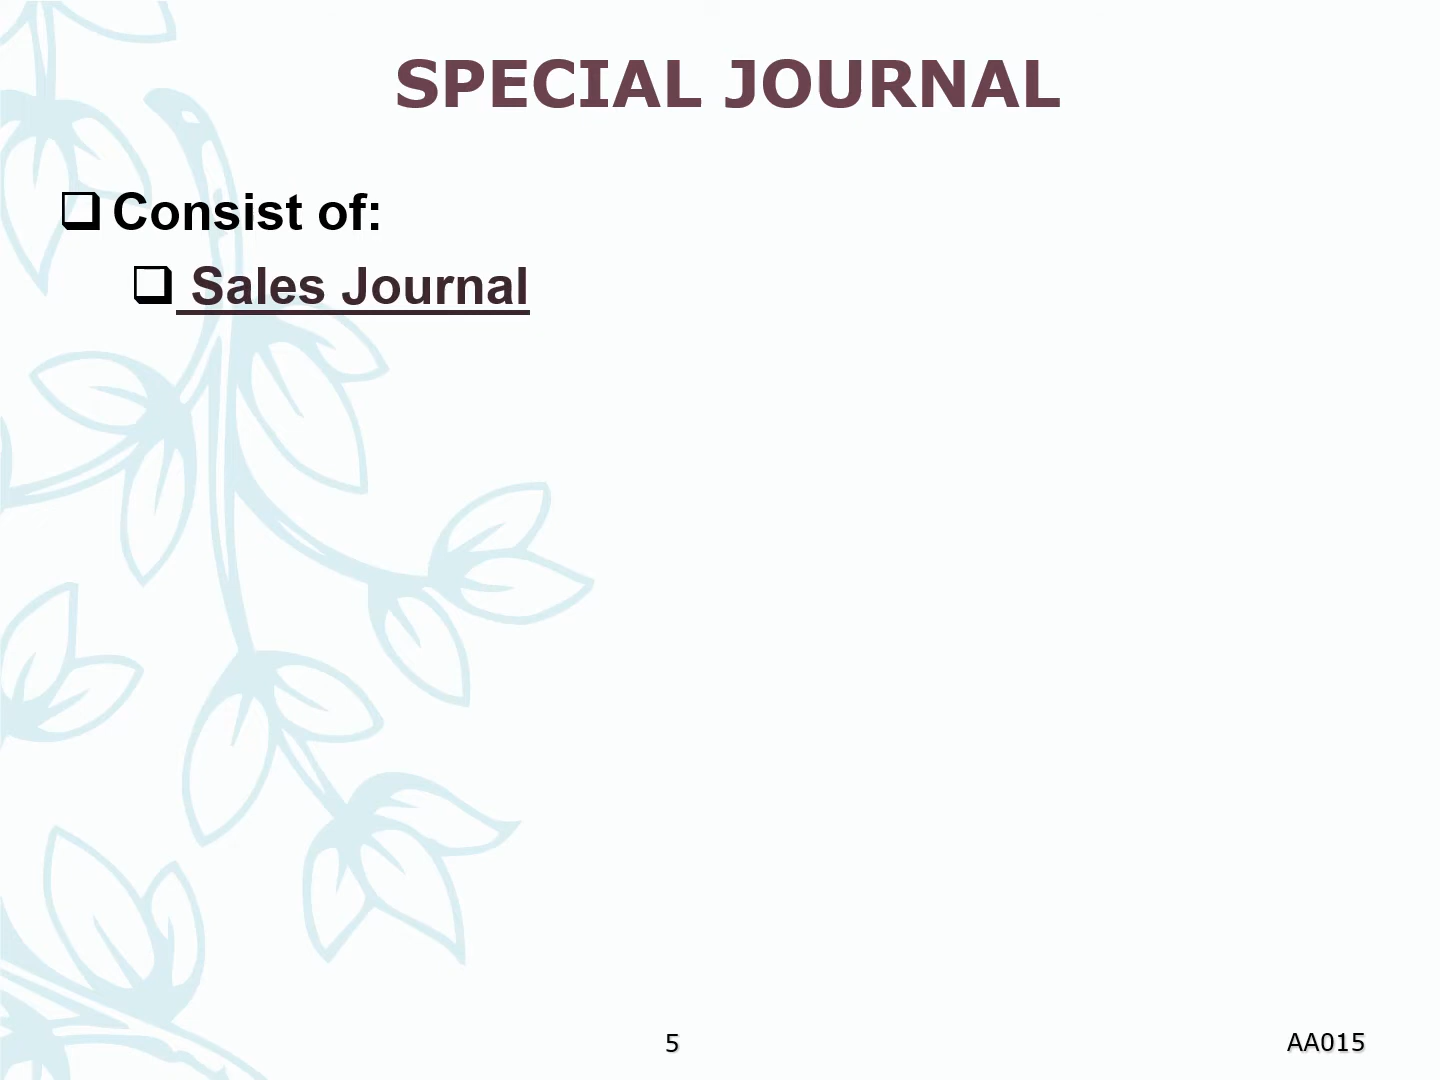 SPECIAL JOURNAL
❑ Consist of:
❑ Sales Journal
5
AA015